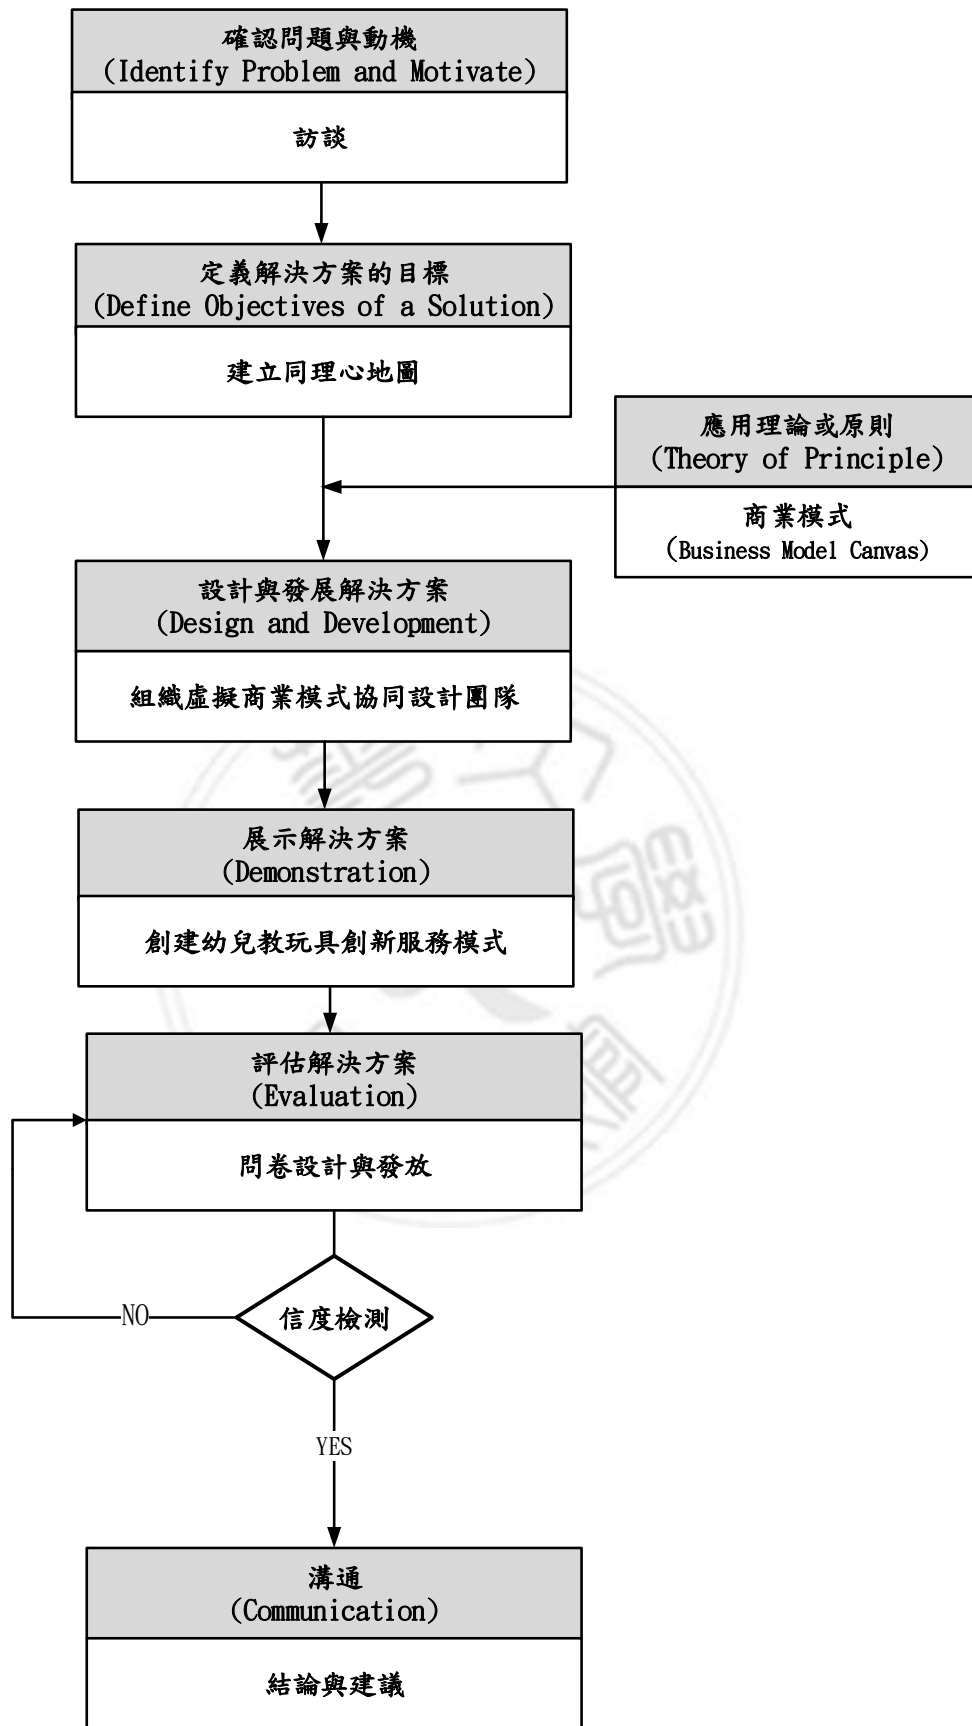 確認問題與動機
(Identify Problem and Motivate)
訪談
定義解決方案的目標
(Define Objectives of a Solution)
建立同理心地圖
應用理論或原則
(Theory of Principle)
商業模式
(Business Model Canvas)
設計與發展解決方案
(Design and Development)
組織虛擬商業模式協同設計團隊
展示解決方案
(Demonstration)
創建幼兒教玩具創新服務模式
評估解決方案
(Evaluation)
問卷設計與發放
信度檢測
NO
YES
溝通
(Communication)
結論與建議